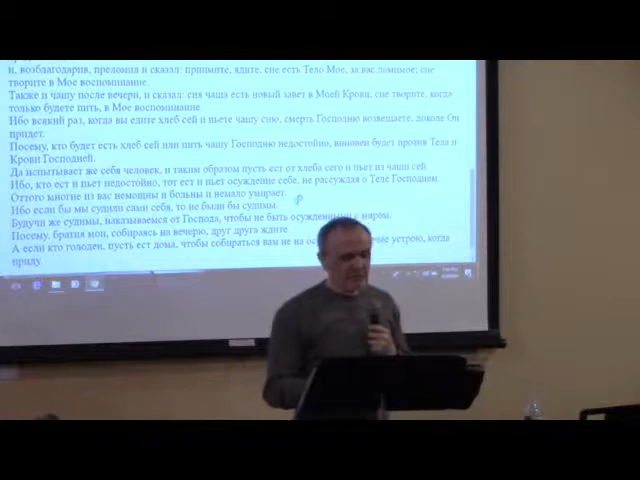 и, возблагодарив, преломил и сказал: приимите, ядите, сие есть Тело Мое, за вас ломимое; сие
творите в Мое воспоминание.
Также и чашу после вечери, и сказал: сия чаша есть новый завет в Моей Крови; сие творите, когда
только будете пить, в Мое воспоминание.
Ибо всякий раз, когда вы едите хлеб сей и пьете чашу сию, смерть Господню возвещаете, доколе Он
придет.
Посему, кто будет есть хлеб сей или пить чашу Господню недостойно, виновен будет против Тела и
Крови Господней.
Да испытывает же себя человек, и таким образом пусть ест от хлеба сего и пьет из чаши сей.
Ибо, кто ест и пьет недостойно, тот ест и пьет осуждение себе, не рассуждая о Теле Господнем.
Оттого многие из вас немощны и больны и немало умирает.
Ибо если бы мы судили сами себя, то не были бы судимы.
Будучи же судимы, наказываемся от Господа, чтобы не быть осужденными с миром.
Посему, братия мои, собираясь на вечерю, друг друга ждите.
А если кто голоден, пусть ест дома, чтобы собираться вам не на устрою, когда
приду.